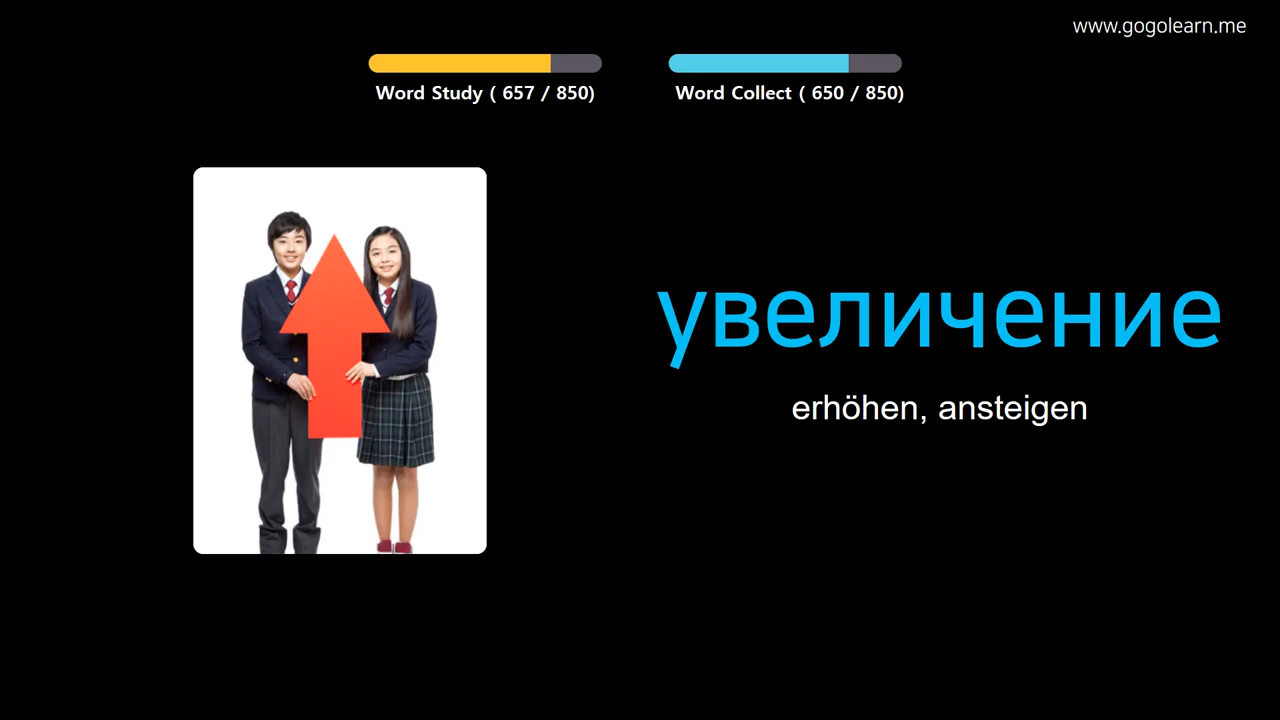 www.gogolearn.me
Word Study ( 657 / 850)
Word Collect ( 650 / 850)
увеличение
erhöhen, ansteigen